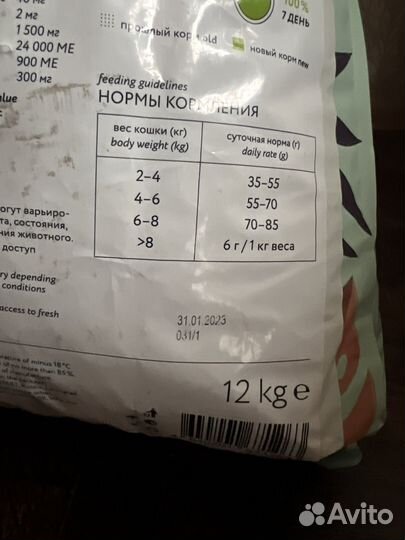 100%
7 ДЕНЬ
прошлый корм old
новый корм new
2 мг
1 500 мг
24 000 МЕ
900 МЕ
300 мг
feeding guidelines
НОРМЫ КОРМЛЕНИЯ
вес кошки (кг)
body weight (kg)
суточная норма (г)
daily rate (g)
2–4
35–55
4–6
55–70
6–8
70–85
>8
6 г / 1 кг веса
огут варьиро-
та, состояния,
ния животного.
доступ
ry depending
conditions
access to fresh
31.01.2023
031/1
12 kg e
Avito